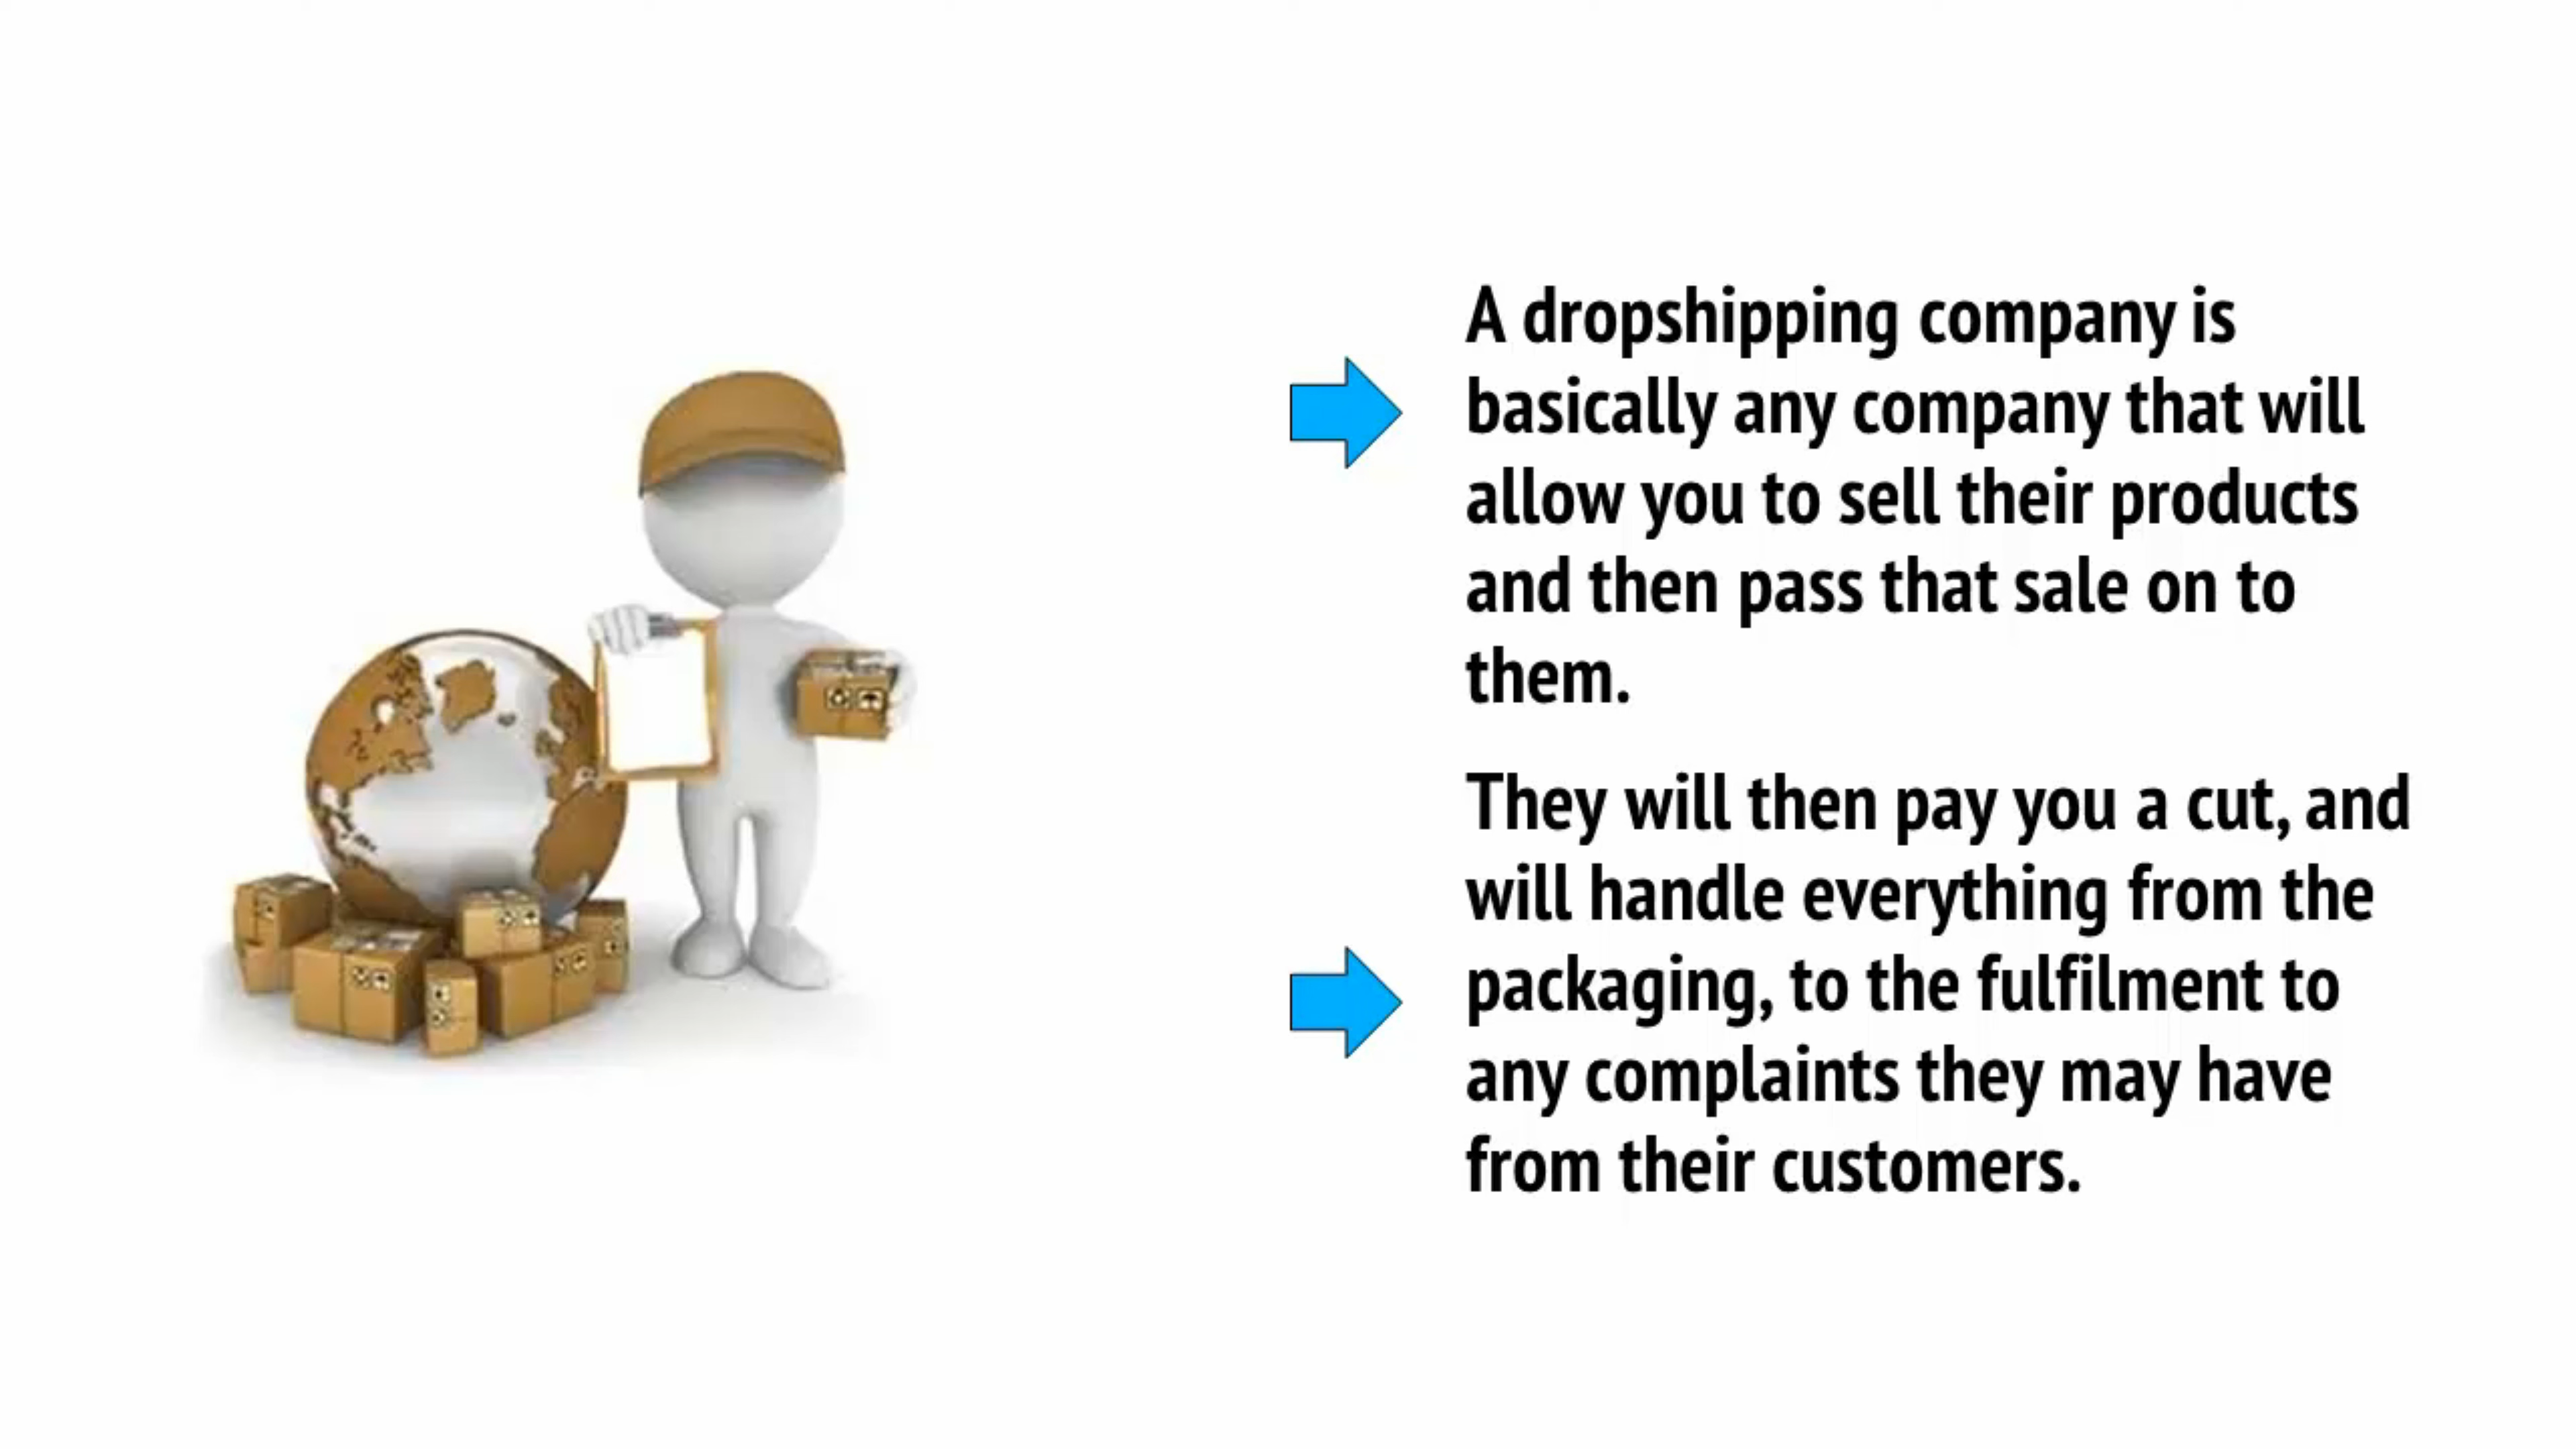 A dropshipping company is
basically any company that will
allow you to sell their products
and then pass that sale on to
them.
They will then pay you a cut, and
will handle everything from the
packaging, to the fulfilment to
any complaints they may have
from their customers.